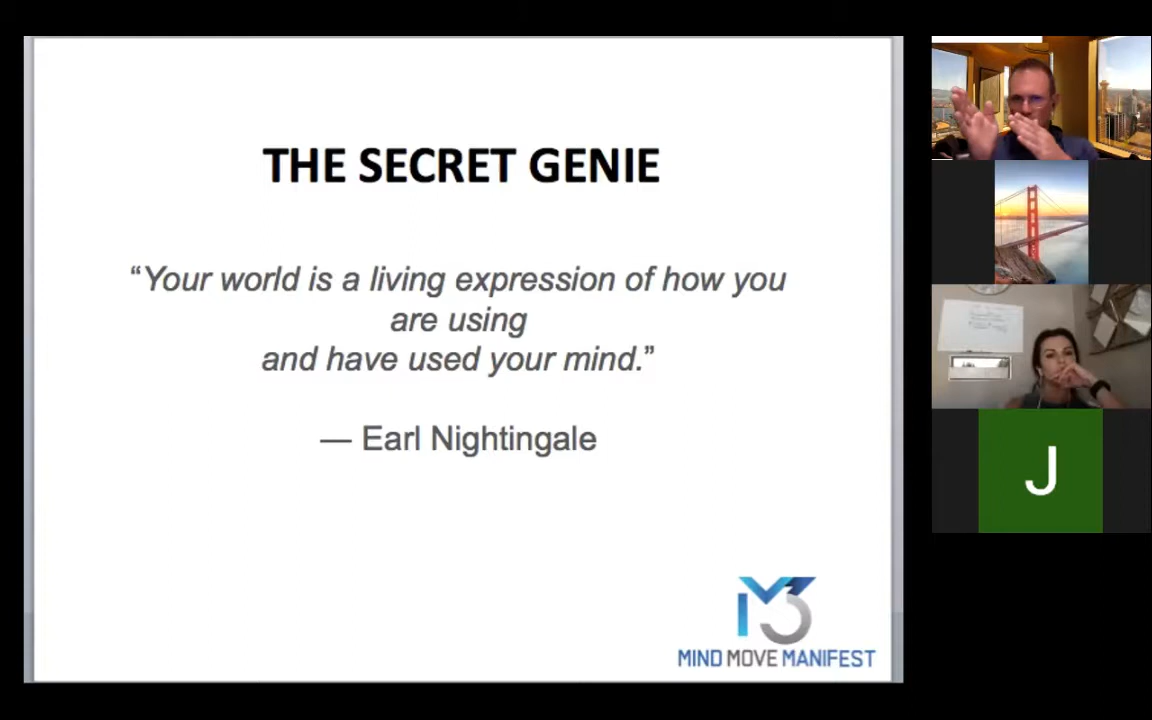 THE SECRET GENIE
“Your world is a living expression of how you
are using
and have used your mind.”
— Earl Nightingale
M3
MIND MOVE MANIFEST
J